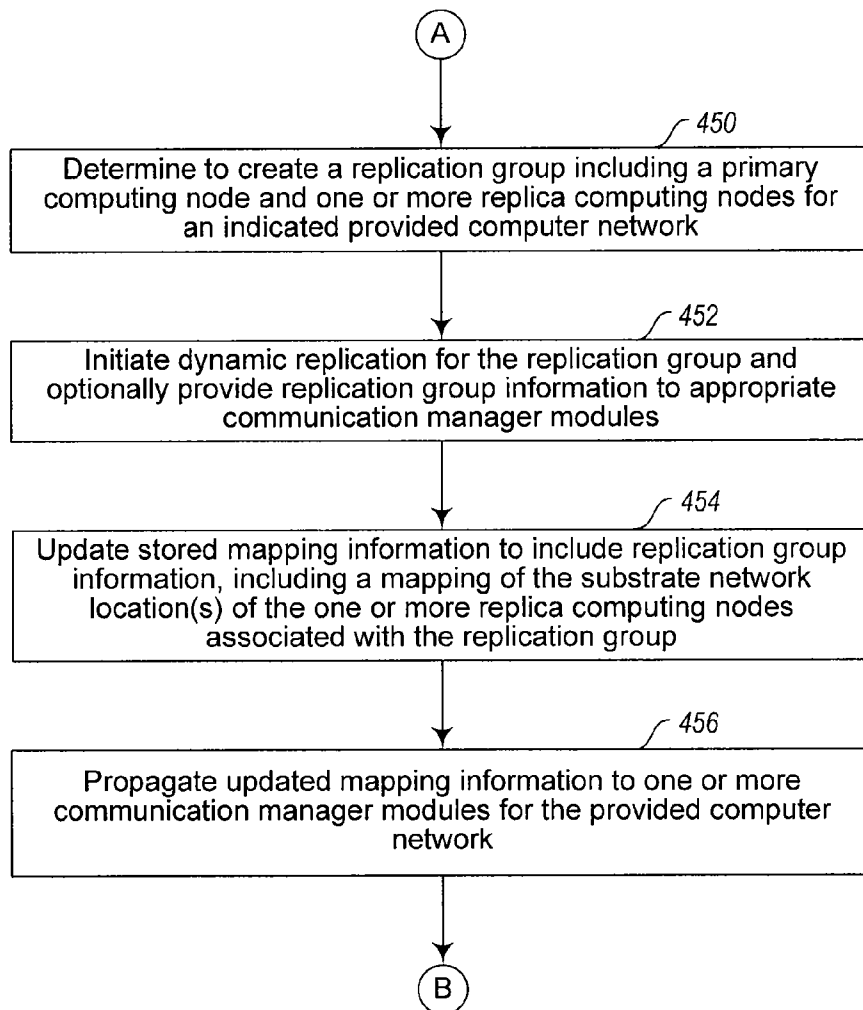 A
450
Determine to create a replication group including a primary
computing node and one or more replica computing nodes for
an indicated provided computer network
452
Initiate dynamic replication for the replication group and
optionally provide replication group information to appropriate
communication manager modules
454
Update stored mapping information to include replication group
information, including a mapping of the substrate network
location(s) of the one or more replica computing nodes
associated with the replication group
456
Propagate updated mapping information to one or more
communication manager modules for the provided computer
network
B